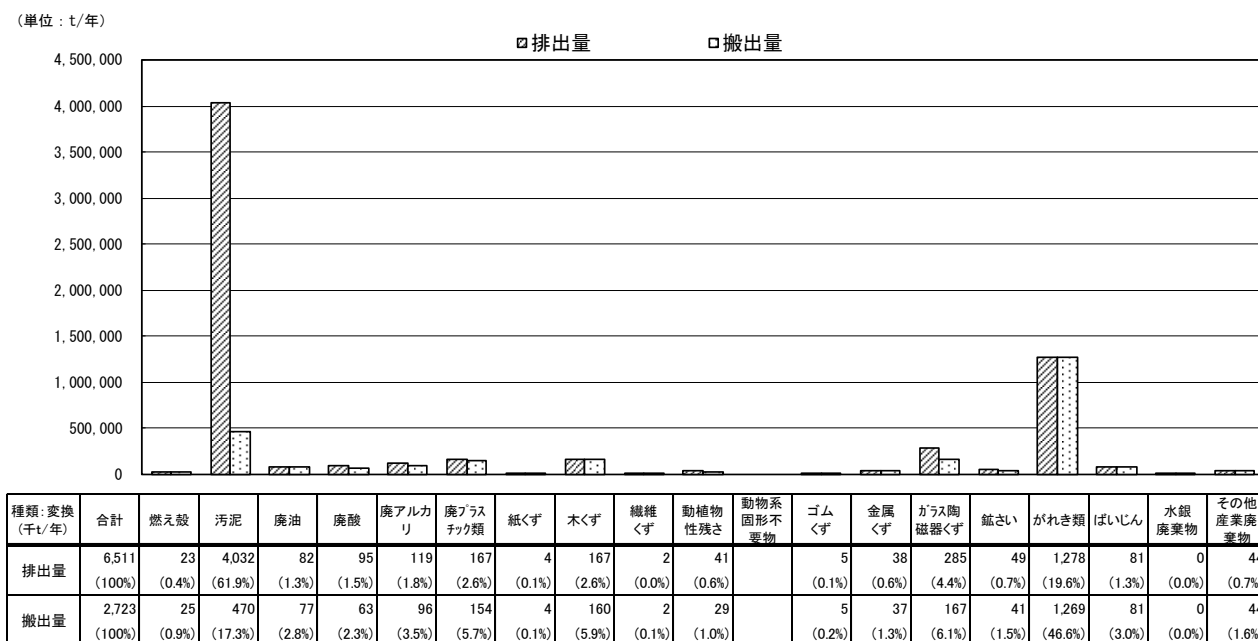 （単位：t/年）
排出量 搬出量
4,500,000
4,000,000
3,500,000
3,000,000
2,500,000
2,000,000
1,500,000
1,000,000
500,000
0
種類:変換
(千t/年)
合計
燃え殻
汚泥
廃油
廃酸
廃アルカ
リ
廃プラス
チック類
紙くず
木くず
繊維
くず
動植物
性残さ
動物系
固形不
要物
ゴム
くず
金属
くず
ガラス陶
磁器くず
鉱さい
がれき類
ばいじん
水銀
廃棄物
その他
産業廃
棄物
排出量
6,511 23 4,032 82 95 119 167 4 167 2 41 5 38 285 49 1,278 81 0 44
(100%) (0.4%) (61.9%) (1.3%) (1.5%) (1.8%) (2.6%) (0.1%) (2.6%) (0.0%) (0.6%) (0.1%) (0.6%) (4.4%) (0.7%) (19.6%) (1.3%) (0.0%) (0.7%
搬出量
2,723 25 470 77 63 96 154 4 160 2 29 5 37 167 41 1,269 81 0 44
(100%) (0.9%) (17.3%) (2.8%) (2.3%) (3.5%) (5.7%) (0.1%) (5.9%) (0.1%) (1.0%) (0.2%) (1.3%) (6.1%) (1.5%) (46.6%) (3.0%) (0.0%) (1.6%